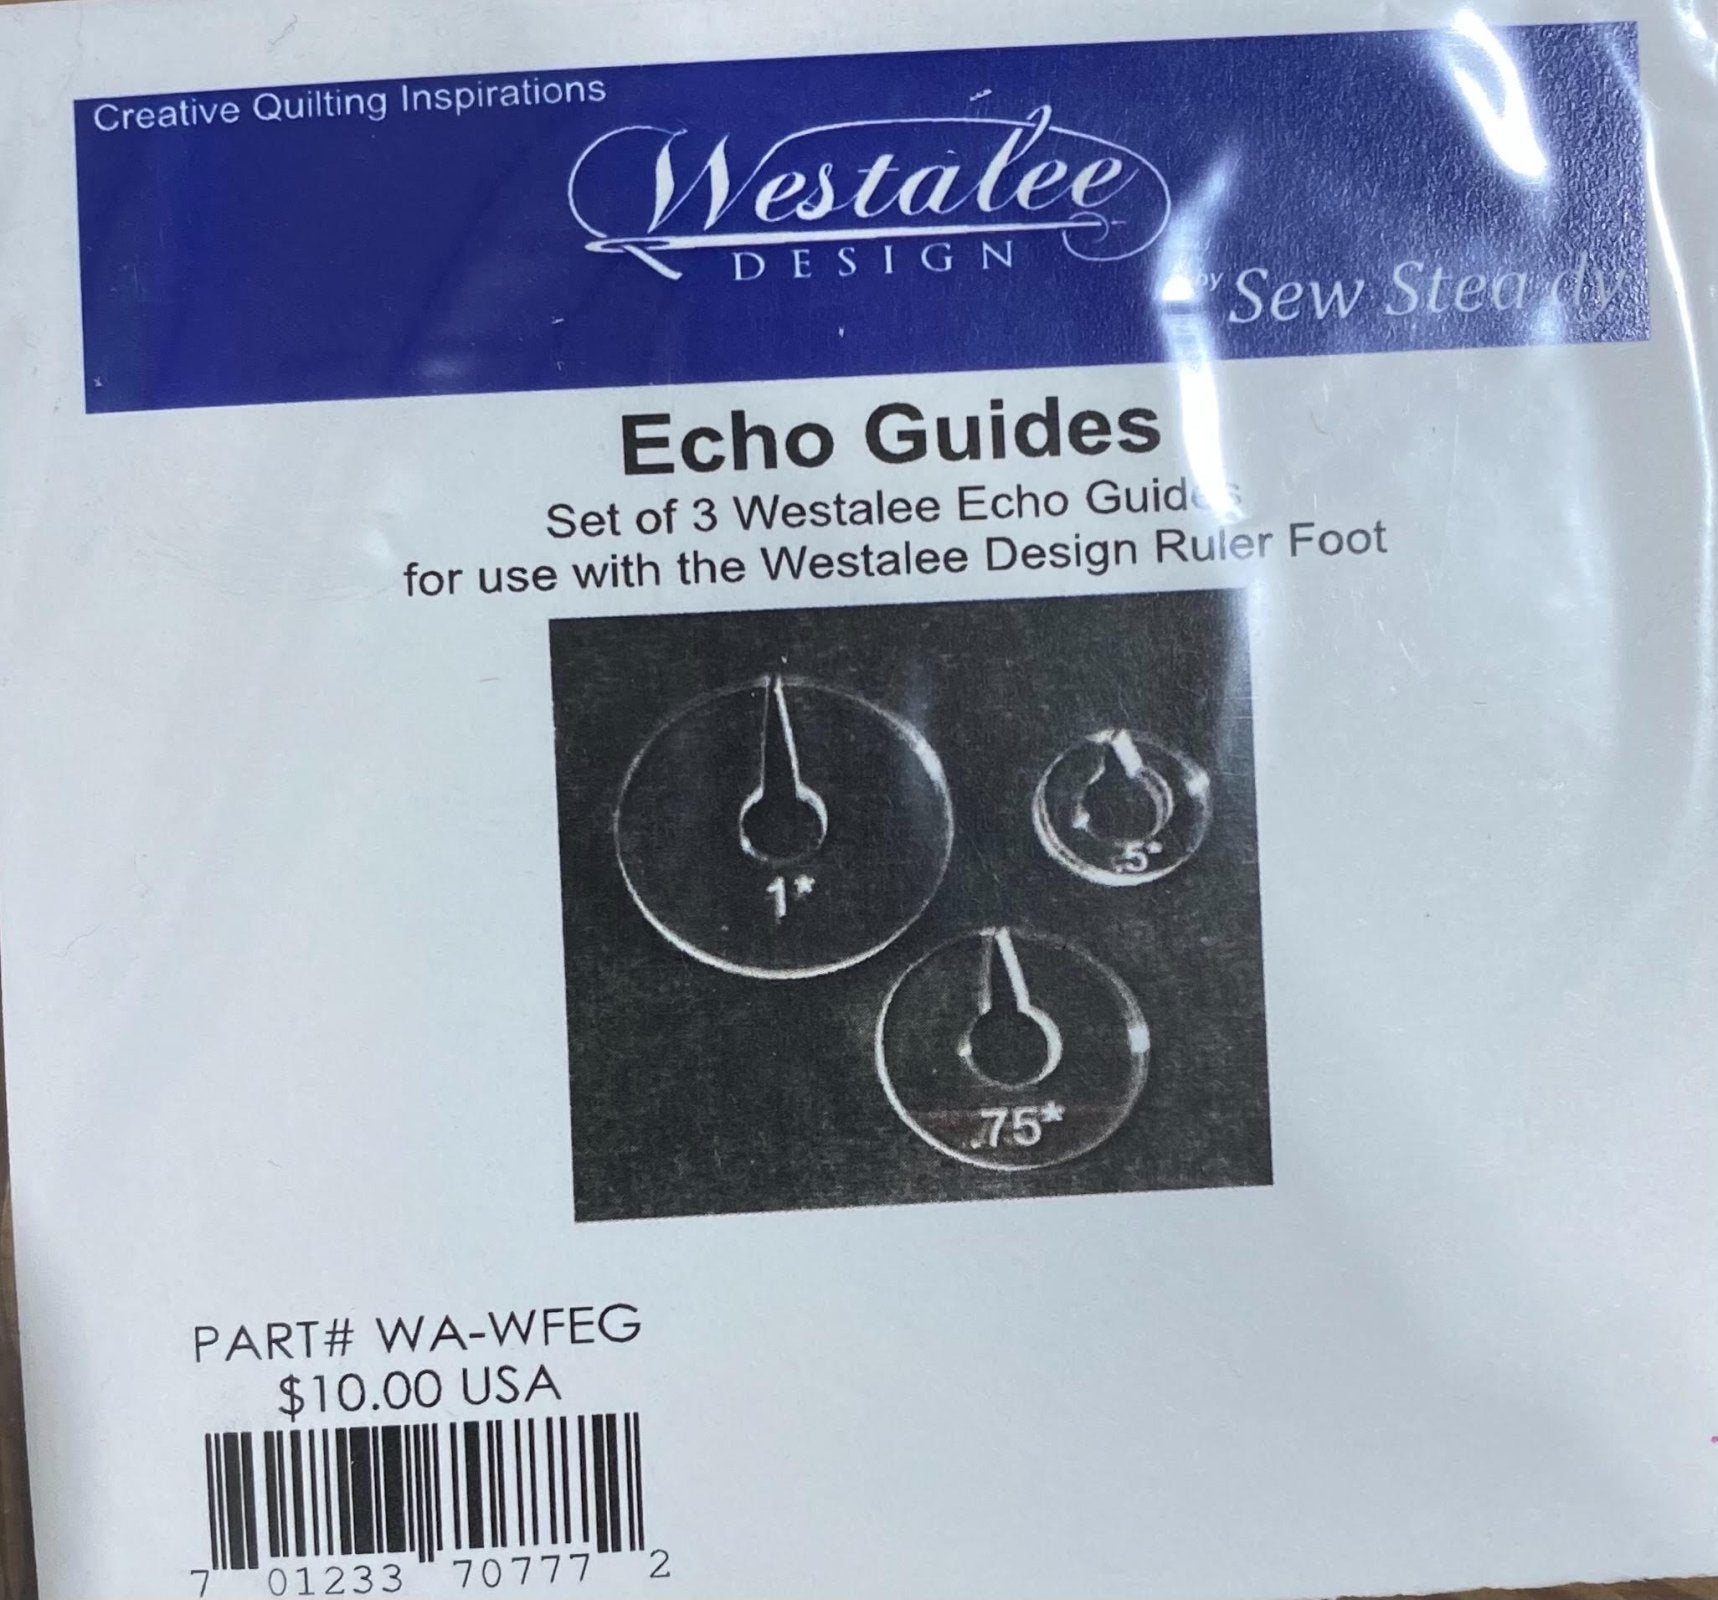 Creative Quilting Inspirations
Westalee
DESIGN
by Sew Steady
Echo Guides
Set of 3 Westalee Echo Guides
for use with the Westalee Design Ruler Foot
1*
.5*
.75*
PART# WA-WFEG
$10.00 USA
7 01233 70777 2